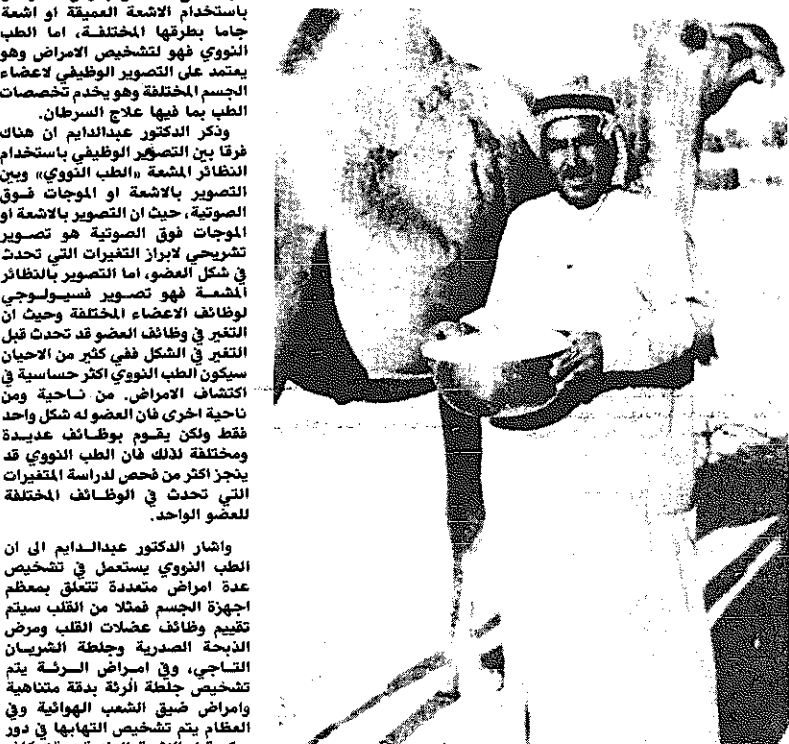 باستخدام الاشعة العميقة او اشعة
جاما بطرقها المختلفة، اما الطب
النووي فهو لتشخيص الامراض وهو
يعتمد على التصوير الوظيفي لاعضاء
الجسم المختلفة وهو يخدم تخصصات
الطب بما فيها علاج السرطان.
وذكر الدكتور عبدالدايم ان هناك
فرقا بين التصوير الوظيفي باستخدام
النظائر المشعة «الطب النووي» وبين
التصوير بالاشعة او الموجات فوق
الصوتية، حيث ان التصوير بالاشعة او
الموجات فوق الصوتية هو تصوير
تشريحي لابراز التغيرات التي تحدث
في شكل العضو، اما التصوير بالنظائر
المشعة فهو تصوير فسيولوجي
لوظائف الاعضاء المختلفة وحيث ان
التغير في وظائف العضو قد تحدث قبل
التغير في الشكل ففي كثير من الاحيان
سيكون الطب النووي اكثر حساسية في
اكتشاف الامراض. من ناحية ومن
ناحية اخرى فان العضو له شكل واحد
فقط ولكن يقوم بوظائف عديدة
ومختلفة لذلك فان الطب النووي قد
ينجز اكثر من فحص لدراسة المتغيرات
التي تحدث في الوظائف المختلفة
للعضو الواحد.
واشار الدكتور عبدالدايم الى ان
الطب النووي يستعمل في تشخيص
عدة امراض متعددة تتعلق بمعظم
اجهزة الجسم فمثلا من القلب سيتم
تقييم وظائف عضلات القلب ومرض
الذبحة الصدرية وجلطة الشريان
التاجي، وفي امراض الرئة يتم
تشخيص جلطة الرئة بدقة متناهية
وامراض ضيق الشعب الهوائية وفي
العظام يتم تشخيص التهابها في دور